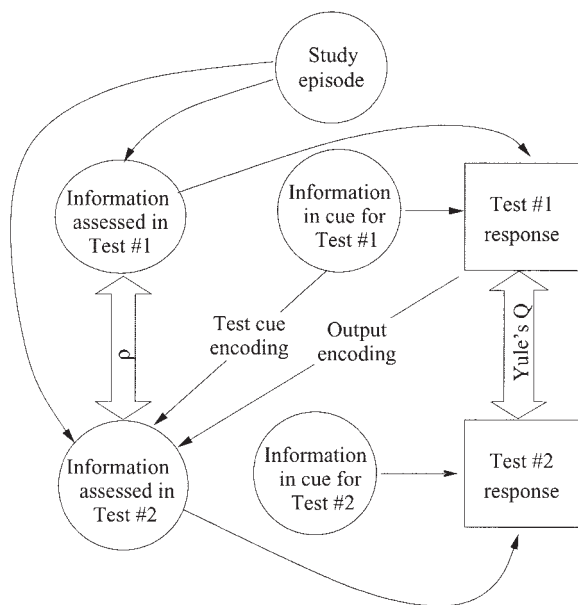 Study
episode
Information
assessed in
Test #1
Information
in cue for
Test #1
Test #1
response
Test cue
encoding
Output
encoding
ρ
Yule's Q
Information
assessed in
Test #2
Information
in cue for
Test #2
Test #2
response